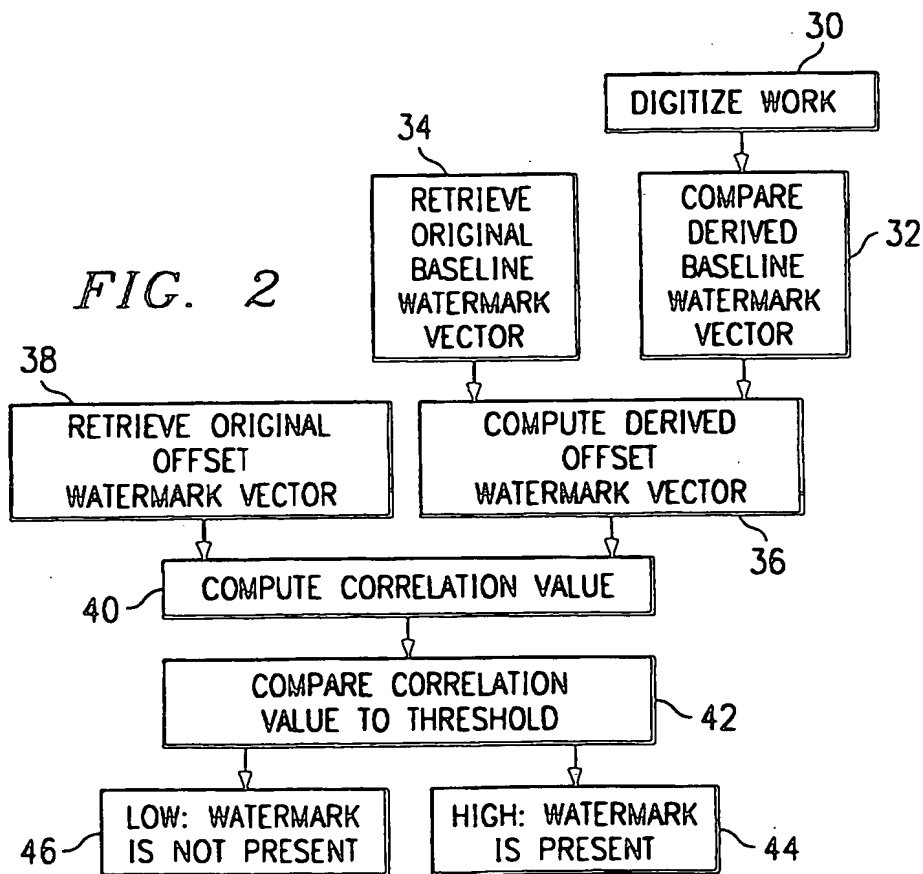 30
DIGITIZE WORK
34
RETRIEVE
ORIGINAL
BASELINE
WATERMARK
VECTOR
COMPARE
DERIVED
BASELINE
WATERMARK
VECTOR
32
FIG. 2
38
RETRIEVE ORIGINAL
OFFSET
WATERMARK VECTOR
COMPUTE DERIVED
OFFSET
WATERMARK VECTOR
36
COMPUTE CORRELATION VALUE
40
COMPARE CORRELATION
VALUE TO THRESHOLD
42
LOW: WATERMARK
IS NOT PRESENT
46
HIGH: WATERMARK
IS PRESENT
44